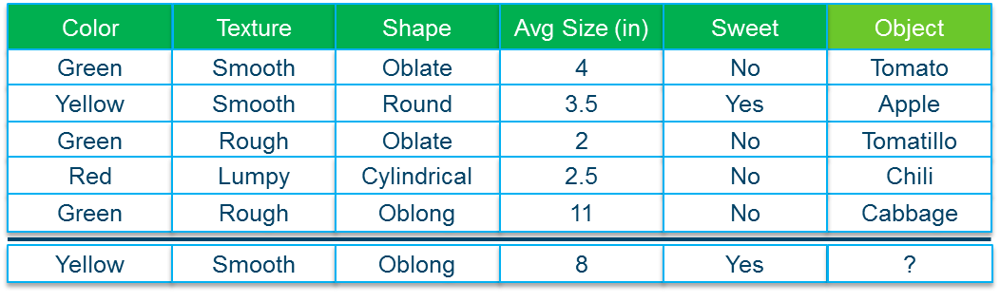 Color Texture Shape Avg Size (in) Sweet Object
Green Smooth Oblate 4 No Tomato
Yellow Smooth Round 3.5 Yes Apple
Green Rough Oblate 2 No Tomatillo
Red Lumpy Cylindrical 2.5 No Chili
Green Rough Oblong 11 No Cabbage
Yellow Smooth Oblong 8 Yes ?